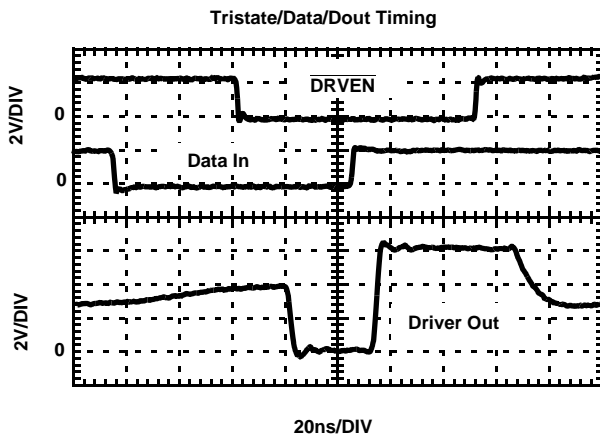 Tristate/Data/Dout Timing
2V/DIV
DRVEN
0
Data In
0
2V/DIV
Driver Out
0
20ns/DIV